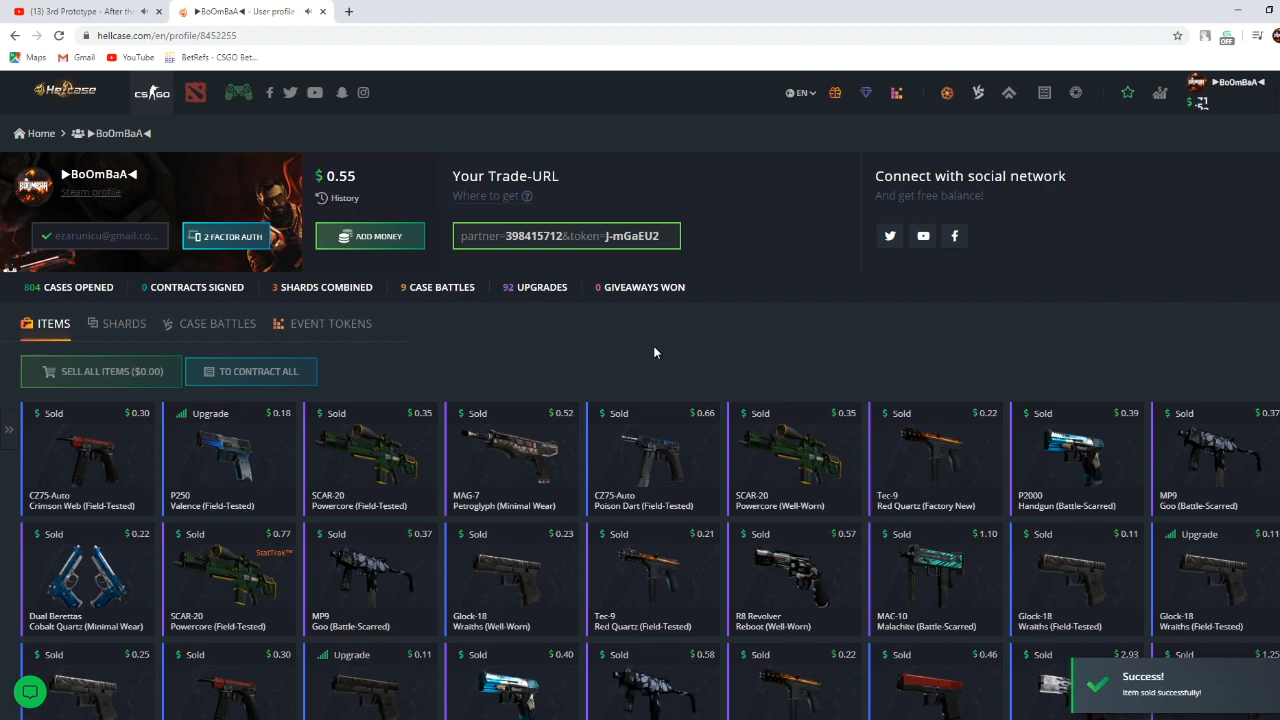 (13) 3rd Prototype - After th
▶BoOmBaA◀ - User profile
hellcase.com/en/profile/8452255
Maps
Gmail
YouTube
BetRefs - CSGO Bet...
OFF
Hellcase
CS GO
EN
▶BoOmBaA◀
$
Home > ▶BoOmBaA◀
▶BoOmBaA◀
Steam profile
ezarunicu@gmail.co...
2 FACTOR AUTH
$ 0.55
History
ADD MONEY
Your Trade-URL
Where to get ?
partner=398415712&token=J-mGaEU2
Connect with social network
And get free balance!
804 CASES OPENED
0 CONTRACTS SIGNED
3 SHARDS COMBINED
9 CASE BATTLES
92 UPGRADES
0 GIVEAWAYS WON
ITEMS
SHARDS
CASE BATTLES
EVENT TOKENS
SELL ALL ITEMS ($0.00)
TO CONTRACT ALL
$ Sold $ 0.30
CZ75-Auto
Crimson Web (Field-Tested)
Upgrade $ 0.18
P250
Valence (Field-Tested)
$ Sold $ 0.35
SCAR-20
Powercore (Field-Tested)
$ Sold $ 0.52
MAG-7
Petroglyph (Minimal Wear)
$ Sold $ 0.66
CZ75-Auto
Poison Dart (Field-Tested)
$ Sold $ 0.35
SCAR-20
Powercore (Well-Worn)
$ Sold $ 0.22
Tec-9
Red Quartz (Factory New)
$ Sold $ 0.39
P2000
Handgun (Battle-Scarred)
$ Sold $ 0.37
MP9
Goo (Battle-Scarred)
$ Sold $ 0.22
Dual Berettas
Cobalt Quartz (Minimal Wear)
$ Sold $ 0.77
StatTrak™
SCAR-20
Powercore (Field-Tested)
$ Sold $ 0.37
MP9
Goo (Battle-Scarred)
$ Sold $ 0.23
Glock-18
Wraiths (Well-Worn)
$ Sold $ 0.21
Tec-9
Red Quartz (Field-Tested)
$ Sold $ 0.57
R8 Revolver
Reboot (Well-Worn)
$ Sold $ 1.10
MAC-10
Malachite (Battle-Scarred)
$ Sold $ 0.11
Glock-18
Wraiths (Field-Tested)
Upgrade $ 0.11
Glock-18
Wraiths (Field-Tested)
$ Sold $ 0.25
$ Sold $ 0.30
Upgrade $ 0.11
$ Sold $ 0.40
$ Sold $ 0.58
$ Sold $ 0.22
$ Sold $ 0.46
$ Sold $ 2.93
$ Sold $ 1.25
Success!
Item sold successfully!